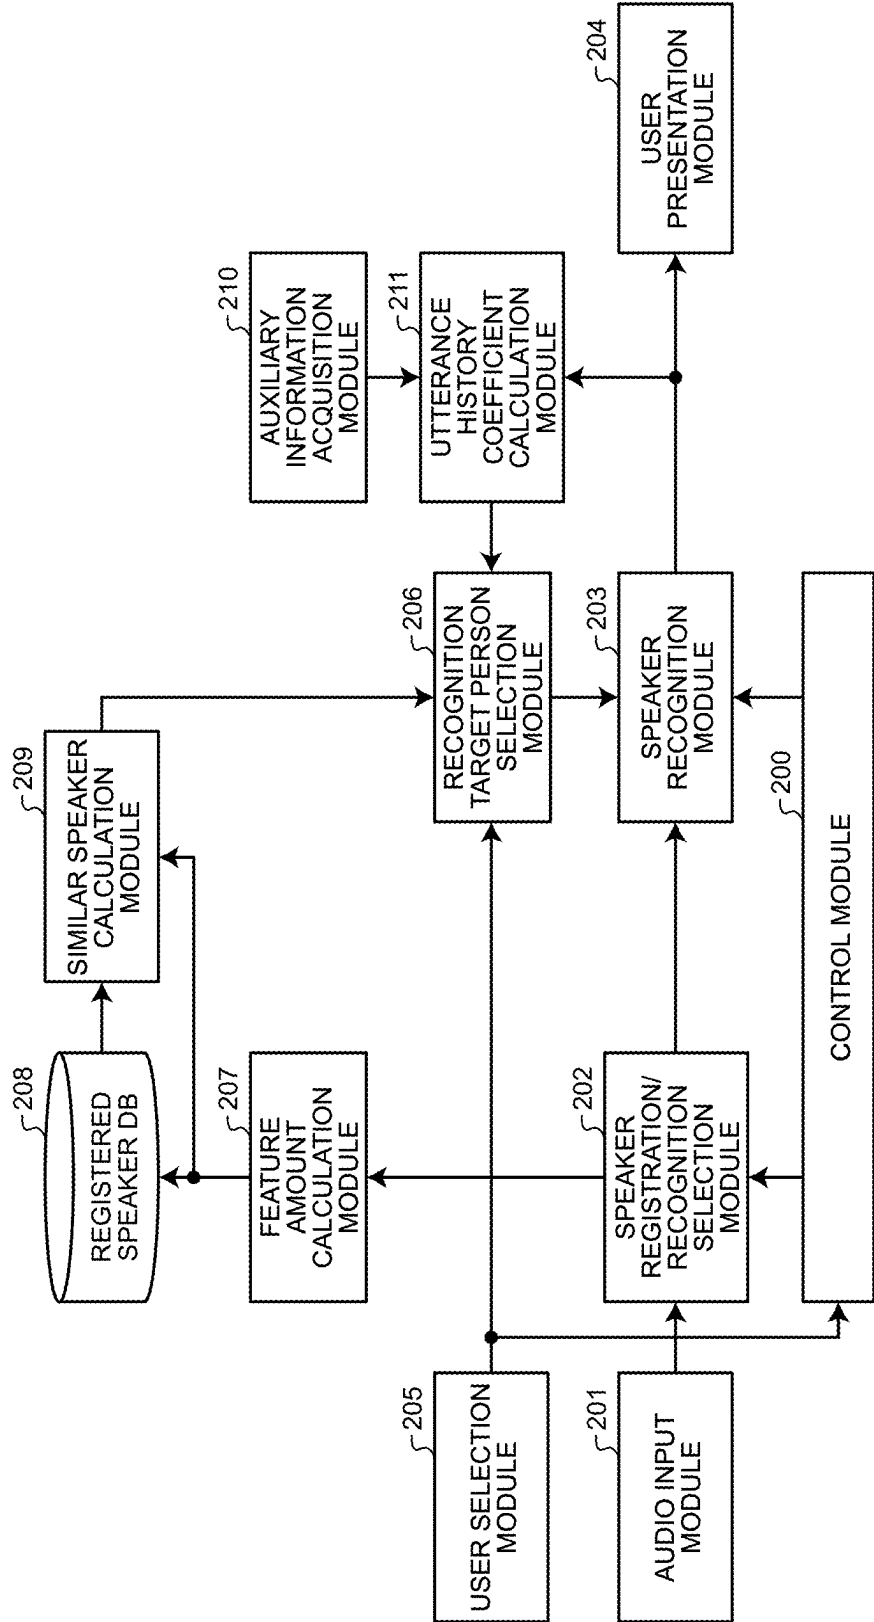 208
REGISTERED
SPEAKER DB
209
SIMILAR SPEAKER
CALCULATION
MODULE
207
FEATURE
AMOUNT
CALCULATION
MODULE
210
AUXILIARY
INFORMATION
ACQUISITION
MODULE
205
USER SELECTION
MODULE
206
RECOGNITION
TARGET PERSON
SELECTION
MODULE
211
UTTERANCE
HISTORY
COEFFICIENT
CALCULATION
MODULE
201
AUDIO INPUT
MODULE
202
SPEAKER
REGISTRATION/
RECOGNITION
SELECTION
MODULE
203
SPEAKER
RECOGNITION
MODULE
204
USER
PRESENTATION
MODULE
200
CONTROL MODULE